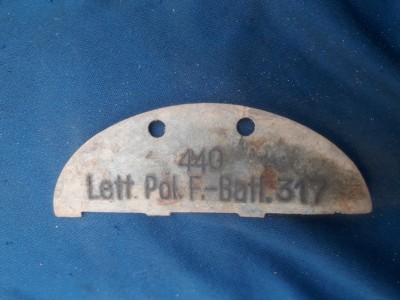 440
Lett. Pol. F.-Batl. 317